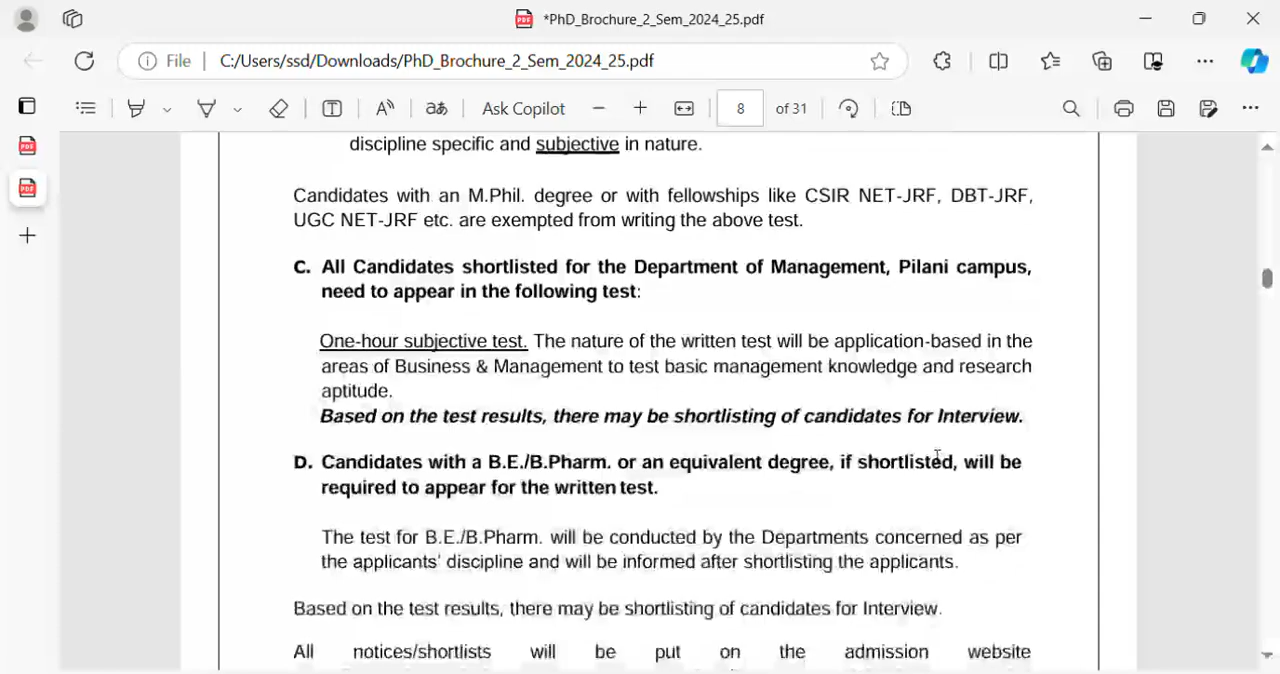 *PhD_Brochure_2_Sem_2024_25.pdf
File | C:/Users/ssd/Downloads/PhD_Brochure_2_Sem_2024_25.pdf
Ask Copilot 8 of 31
discipline specific and subjective in nature.
Candidates with an M.Phil. degree or with fellowships like CSIR NET-JRF, DBT-JRF,
UGC NET-JRF etc. are exempted from writing the above test.
C. All Candidates shortlisted for the Department of Management, Pilani campus,
need to appear in the following test:
One-hour subjective test. The nature of the written test will be application-based in the
areas of Business & Management to test basic management knowledge and research
aptitude.
Based on the test results, there may be shortlisting of candidates for Interview.
D. Candidates with a B.E./B.Pharm. or an equivalent degree, if shortlisted, will be
required to appear for the written test.
The test for B.E./B.Pharm. will be conducted by the Departments concerned as per
the applicants' discipline and will be informed after shortlisting the applicants.
Based on the test results, there may be shortlisting of candidates for Interview.
All notices/shortlists will be put on the admission website